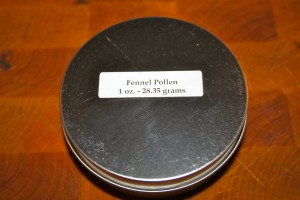 Fennel Pollen
1 oz. - 28.35 grams